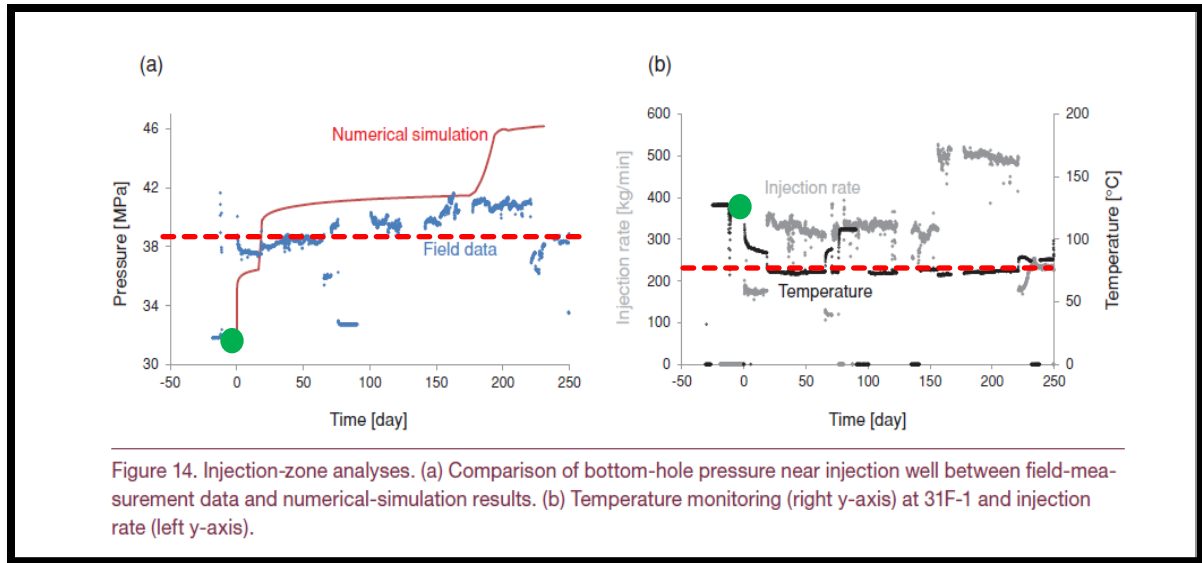 (a)
46
42
38
34
30
Pressure [MPa]
Numerical simulation
Field data
-50 0 50 100 150 200 250
Time [day]
(b)
600
500
400
300
200
100
0
Injection rate [kg/min]
Injection rate
Temperature
200
150
100
50
0
Temperature [°C]
-50 0 50 100 150 200 250
Time [day]
Figure 14. Injection-zone analyses. (a) Comparison of bottom-hole pressure near injection well between field-mea-
surement data and numerical-simulation results. (b) Temperature monitoring (right y-axis) at 31F-1 and injection
rate (left y-axis).